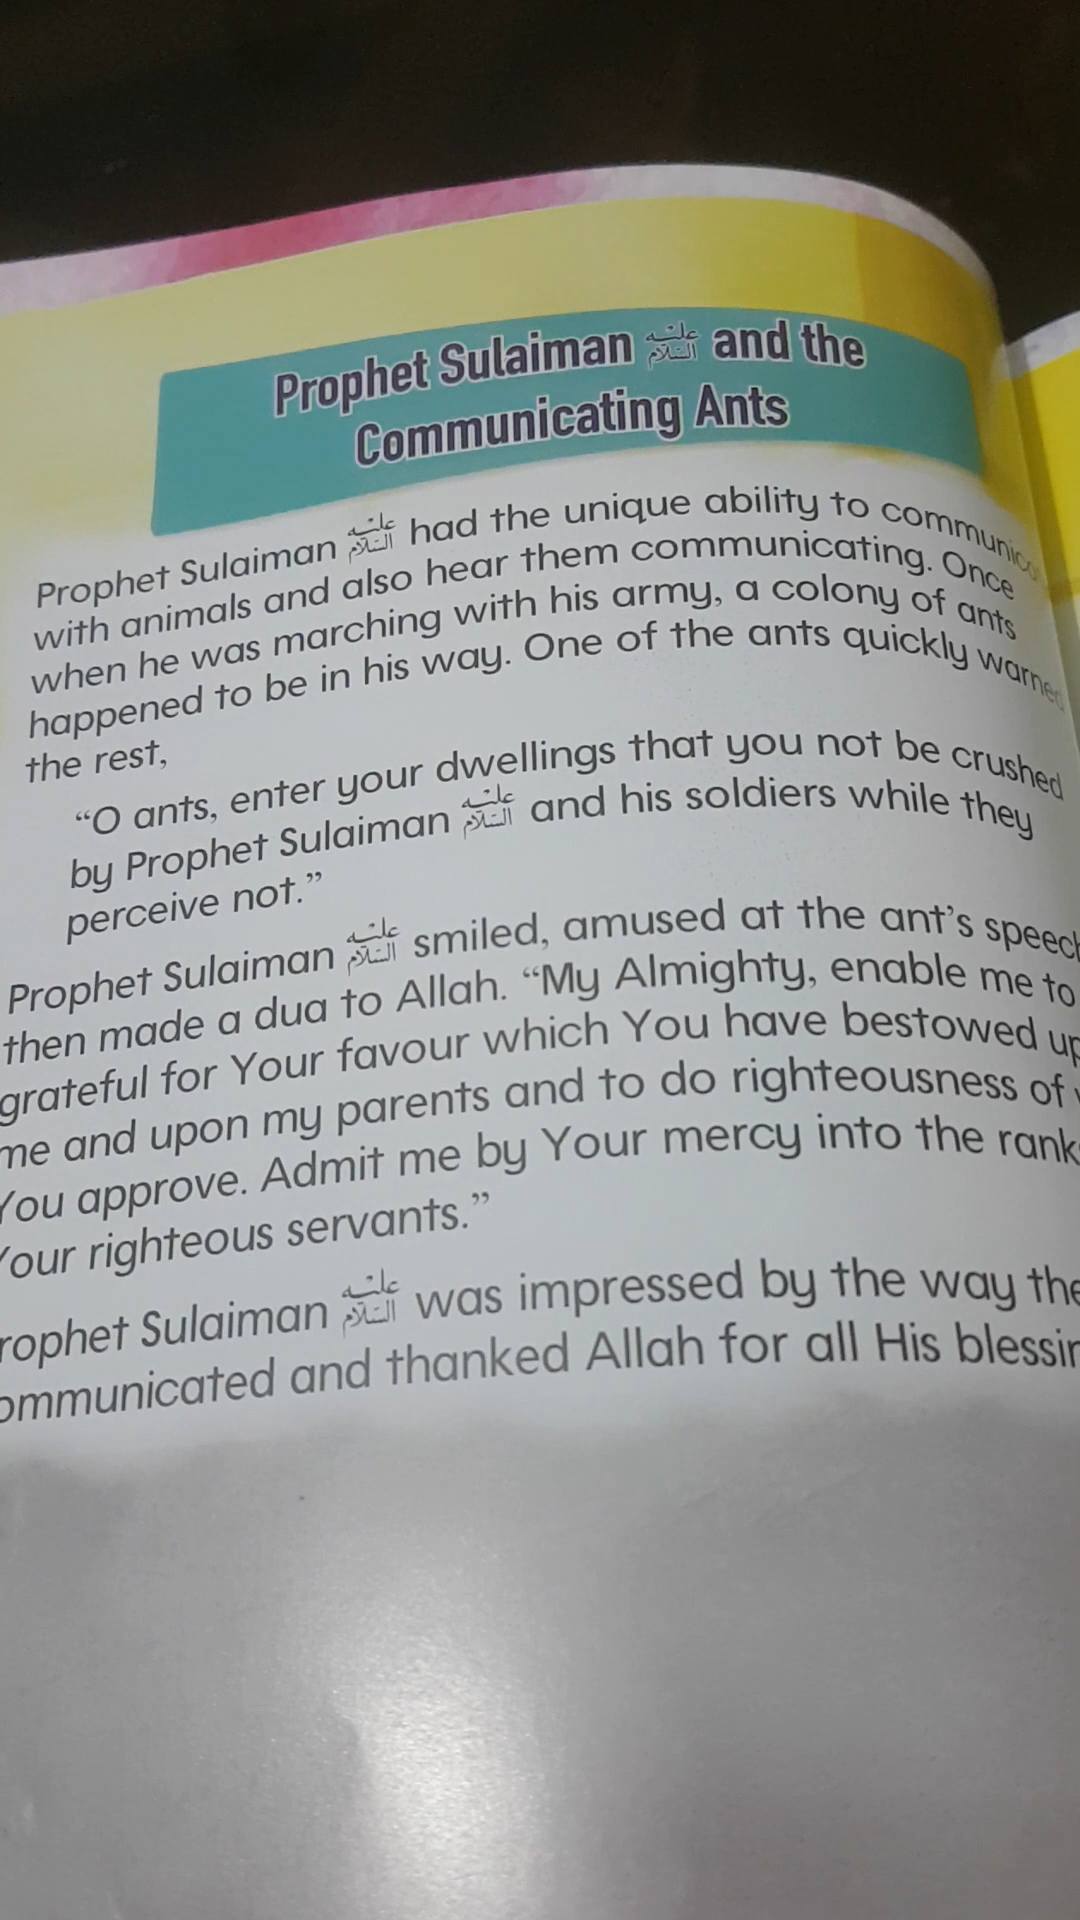 Prophet Sulaiman عليه السلام and the
Communicating Ants
Prophet Sulaiman عليه السلام had the unique ability to
with animals and also hear them communicating. Once
when he was marching with his army, a colony of ants
happened to be in his way. One of the ants quickly warned
the rest,
“O ants, enter your dwellings that you not be crushed
by Prophet Sulaiman عليه السلام and his soldiers while they
perceive not.”
Prophet Sulaiman عليه السلام smiled, amused at the ant's speech
then made a dua to Allah. “My Almighty, enable me to
grateful for Your favour which You have bestowed
me and upon my parents and to do righteousness of
You approve. Admit me by Your mercy into the
Your righteous servants.”
Sulaiman عليه السلام was impressed by the way
and thanked Allah for all His